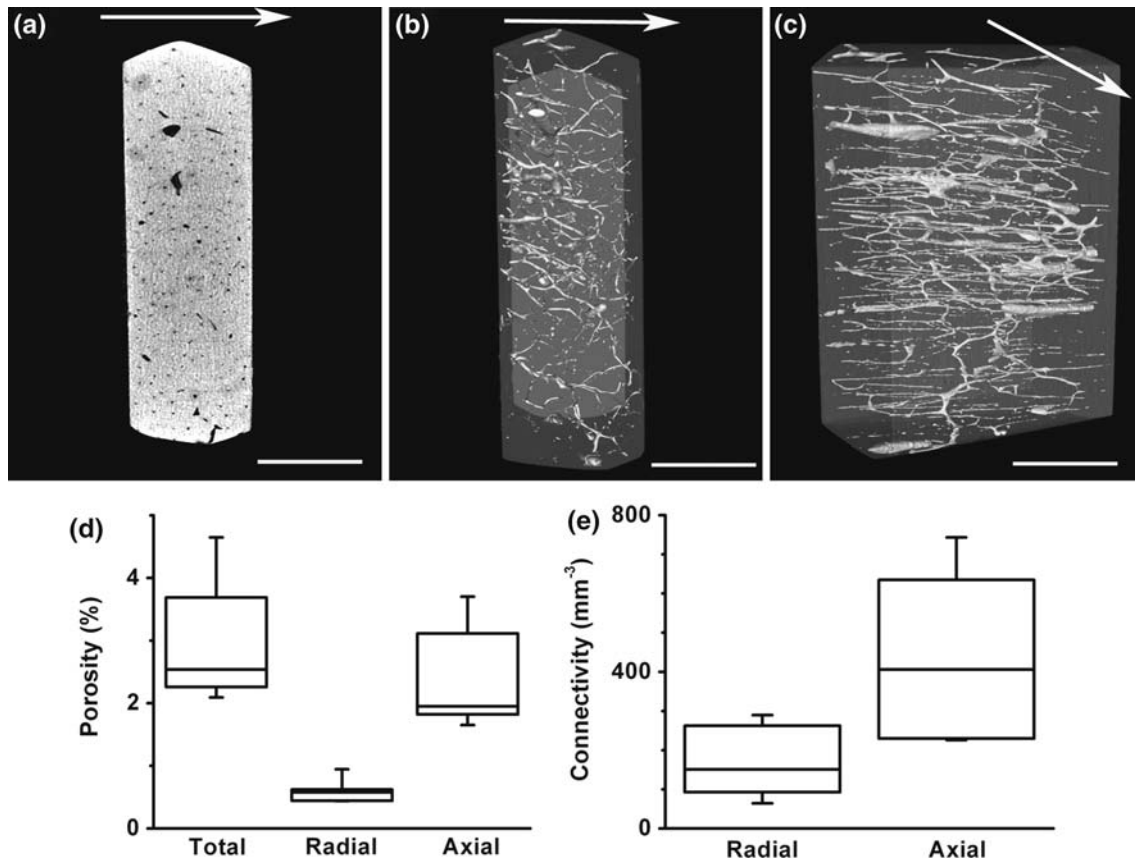 (a)
(b)
(c)
(d)
Porosity (%)
4
2
0
Total Radial Axial
(e)
Connectivity (mm⁻³)
800
400
0
Radial Axial